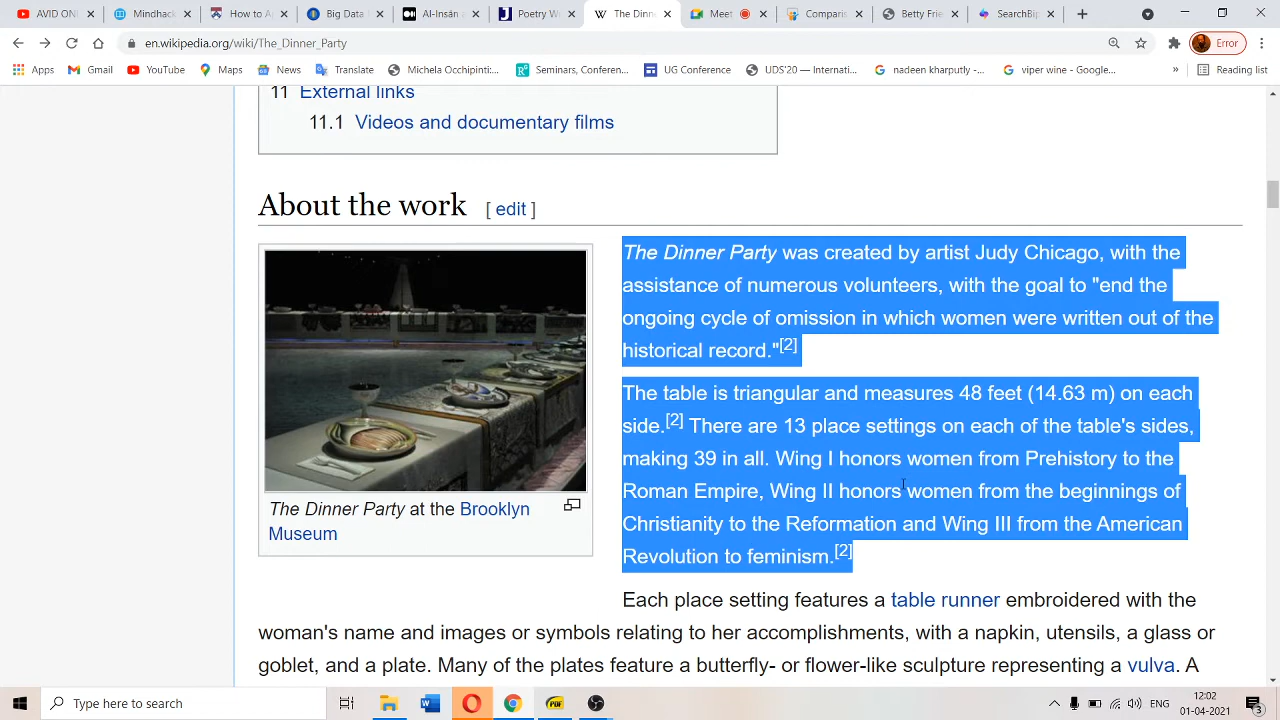 AVID ONL
Mindhack
How to Ap
Big Data
AI-Insara
Poetry
The Dinne
Meet
Comparis
Betty Frie
SearchBip
en.wikipedia.org/wiki/The_Dinner_Party
Error
Apps
Gmail
YouTube
Maps
News
Translate
Michela Occhipinti:...
Seminars, Conferen...
UG Conference
UDS'20 — Internati...
nadeen kharputly -...
viper wine - Google...
»
Reading list
11 External links
11.1 Videos and documentary films
About the work [ edit ]
The Dinner Party at the Brooklyn
Museum
The Dinner Party was created by artist Judy Chicago, with the
assistance of numerous volunteers, with the goal to "end the
ongoing cycle of omission in which women were written out of the
historical record."[2]
The table is triangular and measures 48 feet (14.63 m) on each
side.[2] There are 13 place settings on each of the table's sides,
making 39 in all. Wing I honors women from Prehistory to the
Roman Empire, Wing II honors women from the beginnings of
Christianity to the Reformation and Wing III from the American
Revolution to feminism.[2]
Each place setting features a table runner embroidered with the
woman's name and images or symbols relating to her accomplishments, with a napkin, utensils, a glass or
goblet, and a plate. Many of the plates feature a butterfly- or flower-like sculpture representing a vulva. A
Type here to search
ENG
12:02
01-04-2021
3